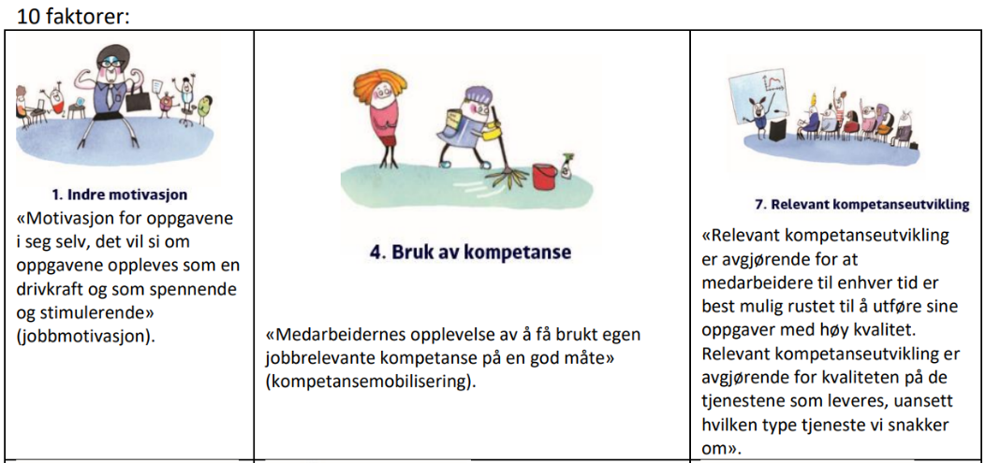 10 faktorer:
1. Indre motivasjon
«Motivasjon for oppgavene
i seg selv, det vil si om
oppgavene oppleves som en
drivkraft og som spennende
og stimulerende»
(jobbmotivasjon).
4. Bruk av kompetanse
«Medarbeidernes opplevelse av å få brukt egen
jobbrelevante kompetanse på en god måte»
(kompetansemobilisering).
7. Relevant kompetanseutvikling
«Relevant kompetanseutvikling
er avgjørende for at
medarbeidere til enhver tid er
best mulig rustet til å utføre sine
oppgaver med høy kvalitet.
Relevant kompetanseutvikling er
avgjørende for kvaliteten på de
tjenestene som leveres, uansett
hvilken type tjeneste vi snakker
om».